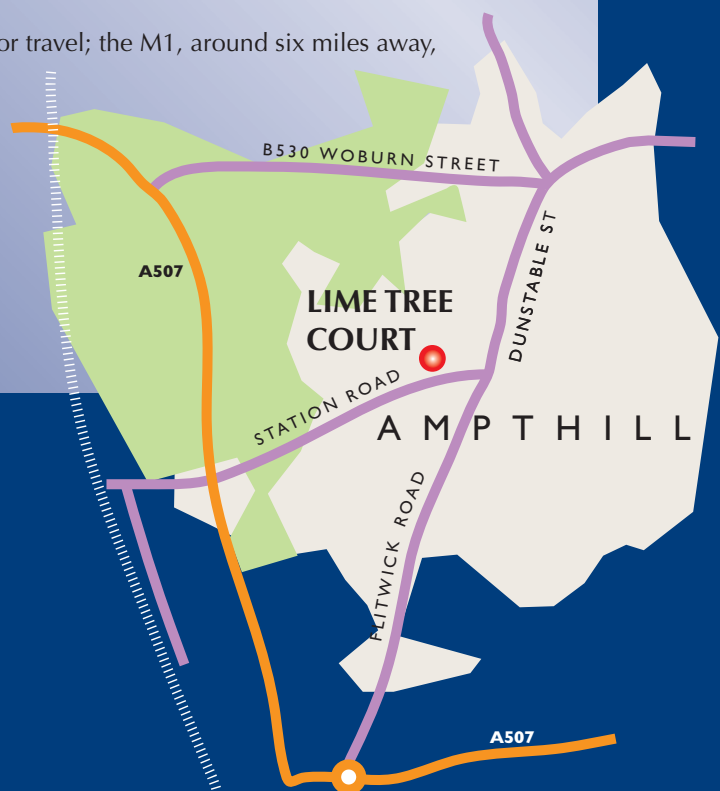 or travel; the M1, around six miles away,
B530 WOBURN STREET
A507
DUNSTABLE ST
LIME TREE
COURT
STATION ROAD
AMPTHILL
FLITWICK ROAD
A507